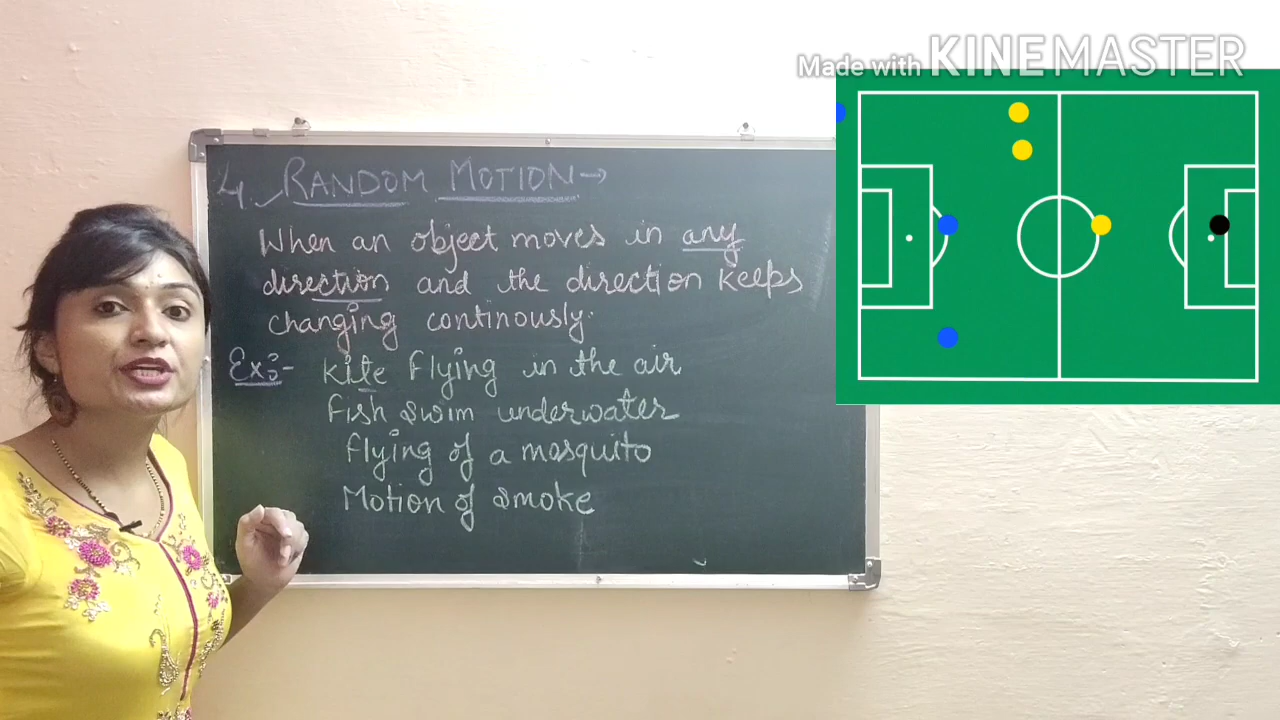 Made with KINEMASTER
4. RANDOM MOTION →
When an object moves in any
direction and the direction keeps
changing continously.
Ex:- Kite flying in the air
Fish swim underwater
Flying of a mosquito
Motion of smoke